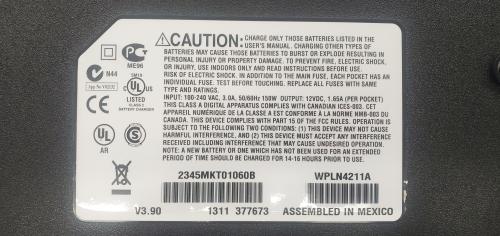 ⚠CAUTION: CHARGE ONLY THOSE BATTERIES LISTED IN THE
USER'S MANUAL. CHARGING OTHER TYPES OF
BATTERIES MAY CAUSE THOSE BATTERIES TO BURST OR EXPLODE RESULTING IN
PERSONAL INJURY OR PROPERTY DAMAGE. TO PREVENT FIRE, ELECTRIC SHOCK,
OR INJURY, USE INDOORS ONLY AND READ INSTRUCTIONS BEFORE USE.
RISK OF ELECTRIC SHOCK. IN ADDITION TO THE MAIN FUSE, EACH POCKET HAS AN
INDIVIDUAL FUSE. TEST BEFORE TOUCHING. REPLACE ALL FUSES WITH SAME
TYPE AND RATINGS.
INPUT: 100-240 VAC, 3.0A, 50/60Hz 150W OUTPUT: 12VDC, 1.65A (PER POCKET)
THIS CLASS A DIGITAL APPARATUS COMPLIES WITH CANADIAN ICES-003. CET
APPAREIL NUMÉRIQUE DE LA CLASSE A EST CONFORME A LA NORME NMB-003 DU
CANADA. THIS DEVICE COMPLIES WITH PART 15 OF THE FCC RULES. OPERATION IS
SUBJECT TO THE FOLLOWING TWO CONDITIONS: (1) THIS DEVICE MAY NOT CAUSE
HARMFUL INTERFERENCE, AND (2) THIS DEVICE MUST ACCEPT ANY INTERFERENCE
RECEIVED INCLUDING INTERFERENCE THAT MAY CAUSE UNDESIRED OPERATION.
NOTE: A NEW BATTERY OR ONE WHICH HAS NOT BEEN USED FOR AN EXTENDED PERIOD
OF TIME SHOULD BE CHARGED FOR 14-16 HOURS PRIOR TO USE.
ME96
N44
SM14
UL
LISTED
CLASS 2
BATTERY CHARGER
UL
AR
2345MKT01060B
WPLN4211A
V3.90
1311 377673
ASSEMBLED IN MEXICO